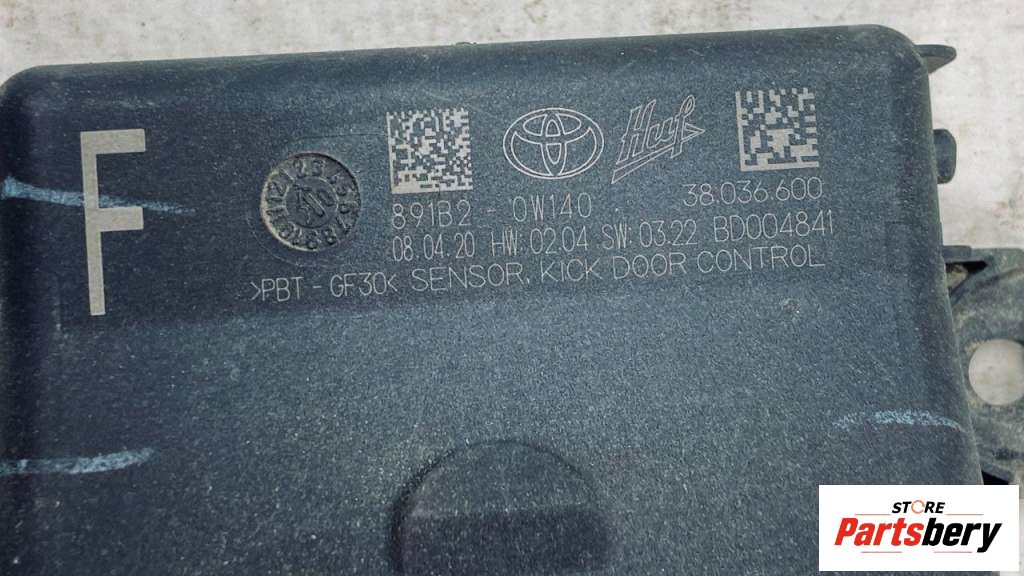 F
Huf
891B2 - 0W140
38.036.600
08.04.20 HW:02.04 SW:03.22 BD004841
>PBT-GF30< SENSOR, KICK DOOR CONTROL
STORE
Partsbery